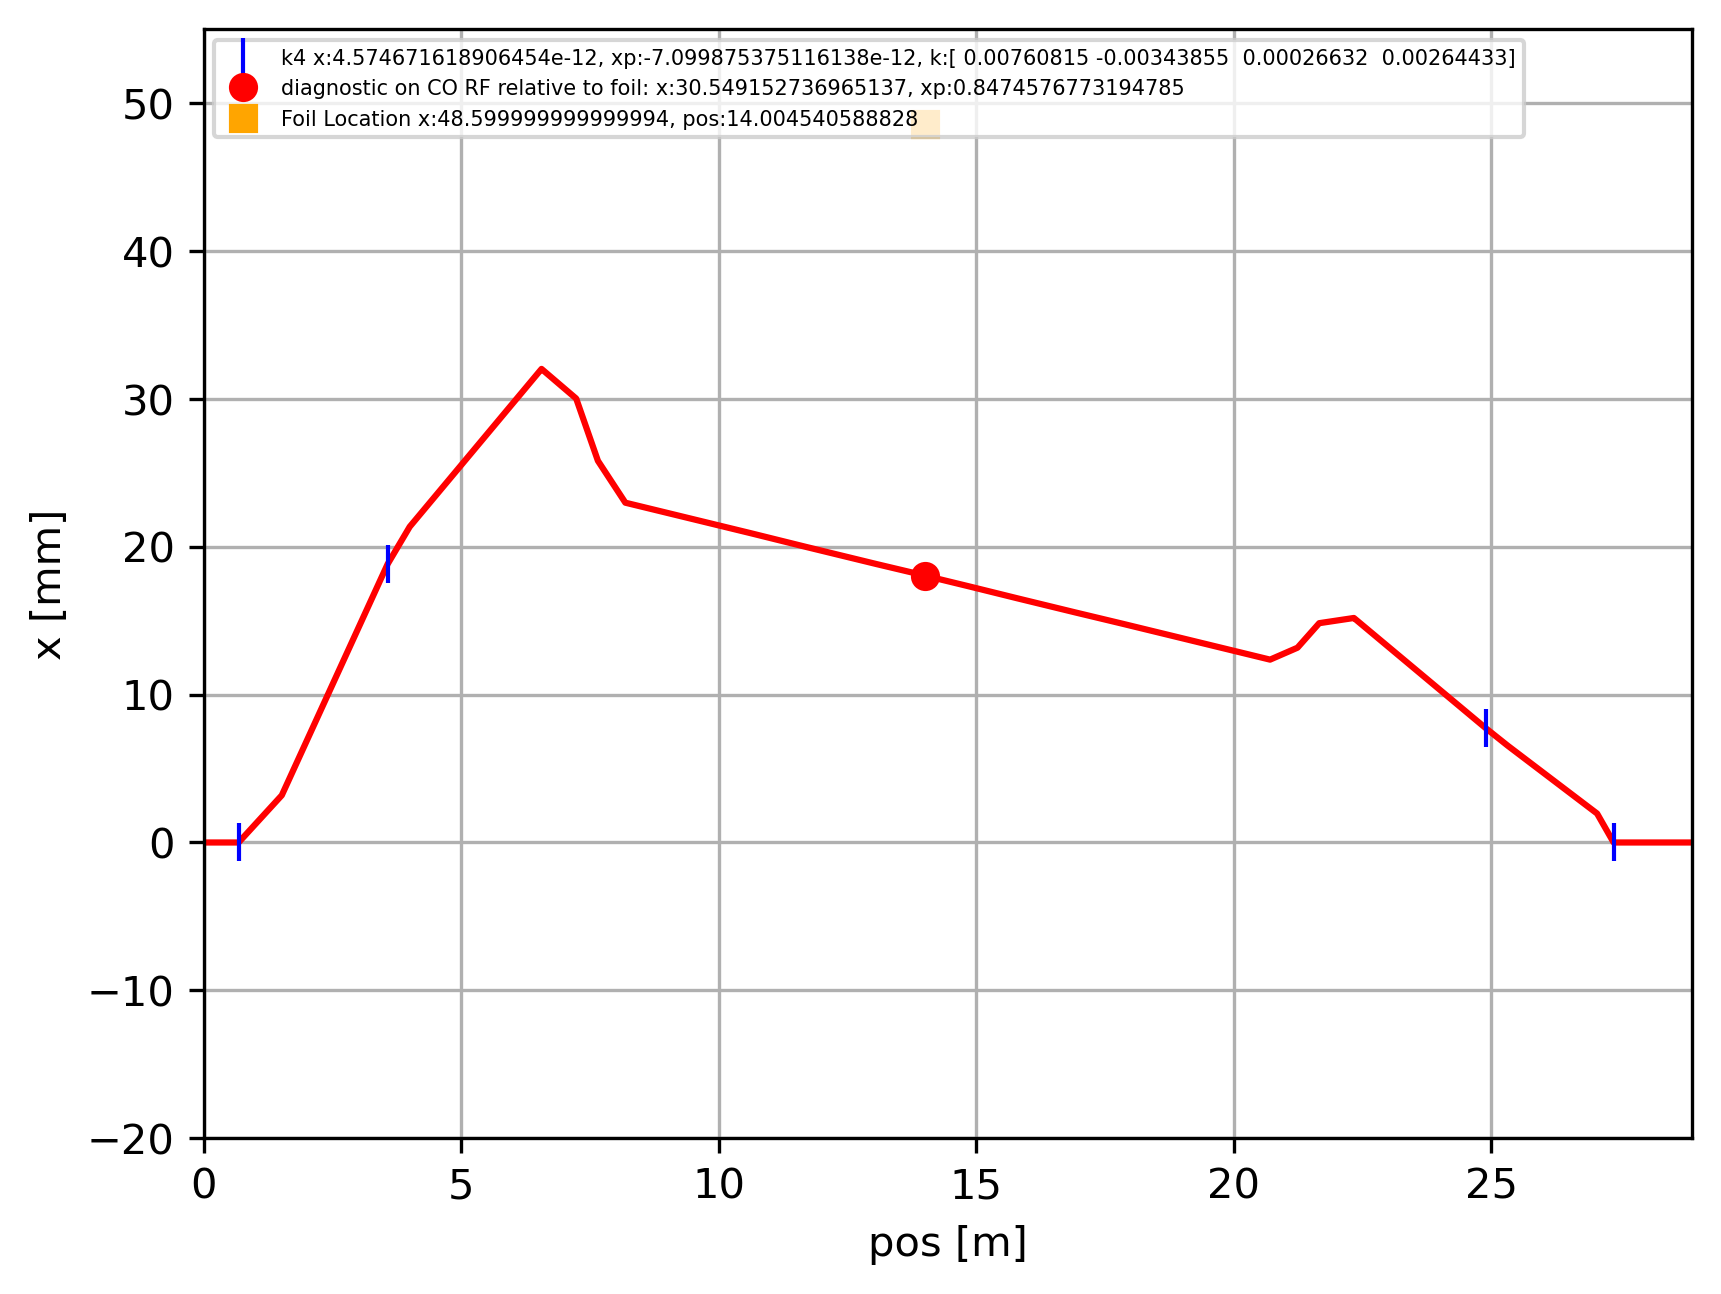 k4 x:4.574671618906454e-12, xp:-7.099875375116138e-12, k:[ 0.00760815 -0.00343855  0.00026632  0.00264433]
diagnostic on CO RF relative to foil: x:30.549152736965137, xp:0.8474576773194785
Foil Location x:48.599999999999994, pos:14.004540588828
50
40
30
20
10
0
−10
−20
x [mm]
0 5 10 15 20 25
pos [m]